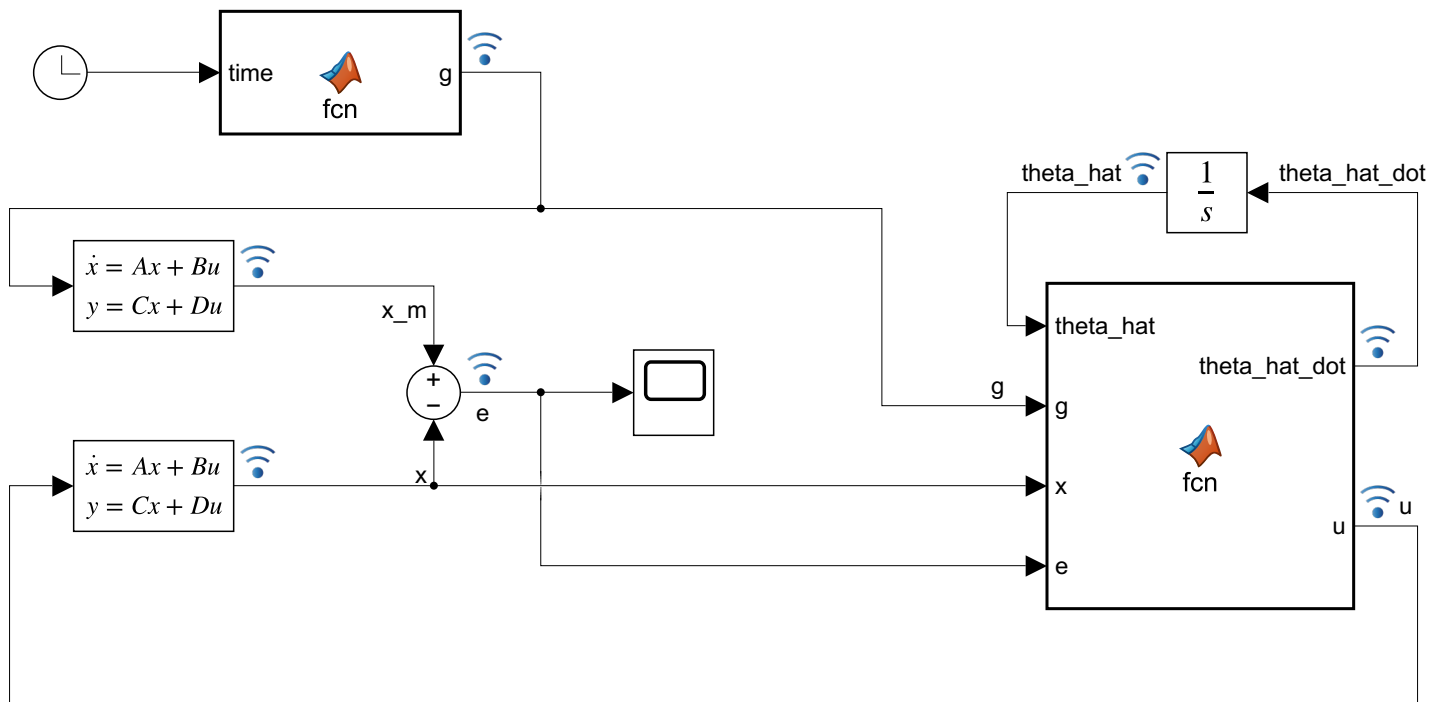 time
g
fcn
theta_hat
1
s
theta_hat_dot
ẋ = Ax + Bu
y = Cx + Du
x_m
+
−
e
theta_hat
theta_hat_dot
g
g
ẋ = Ax + Bu
y = Cx + Du
x
x
fcn
u
u
e